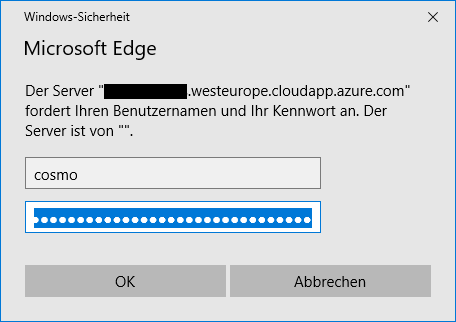 Windows-Sicherheit
Microsoft Edge
Der Server ".westeurope.cloudapp.azure.com"
fordert Ihren Benutzernamen und Ihr Kennwort an. Der
Server ist von "".
cosmo
OK Abbrechen